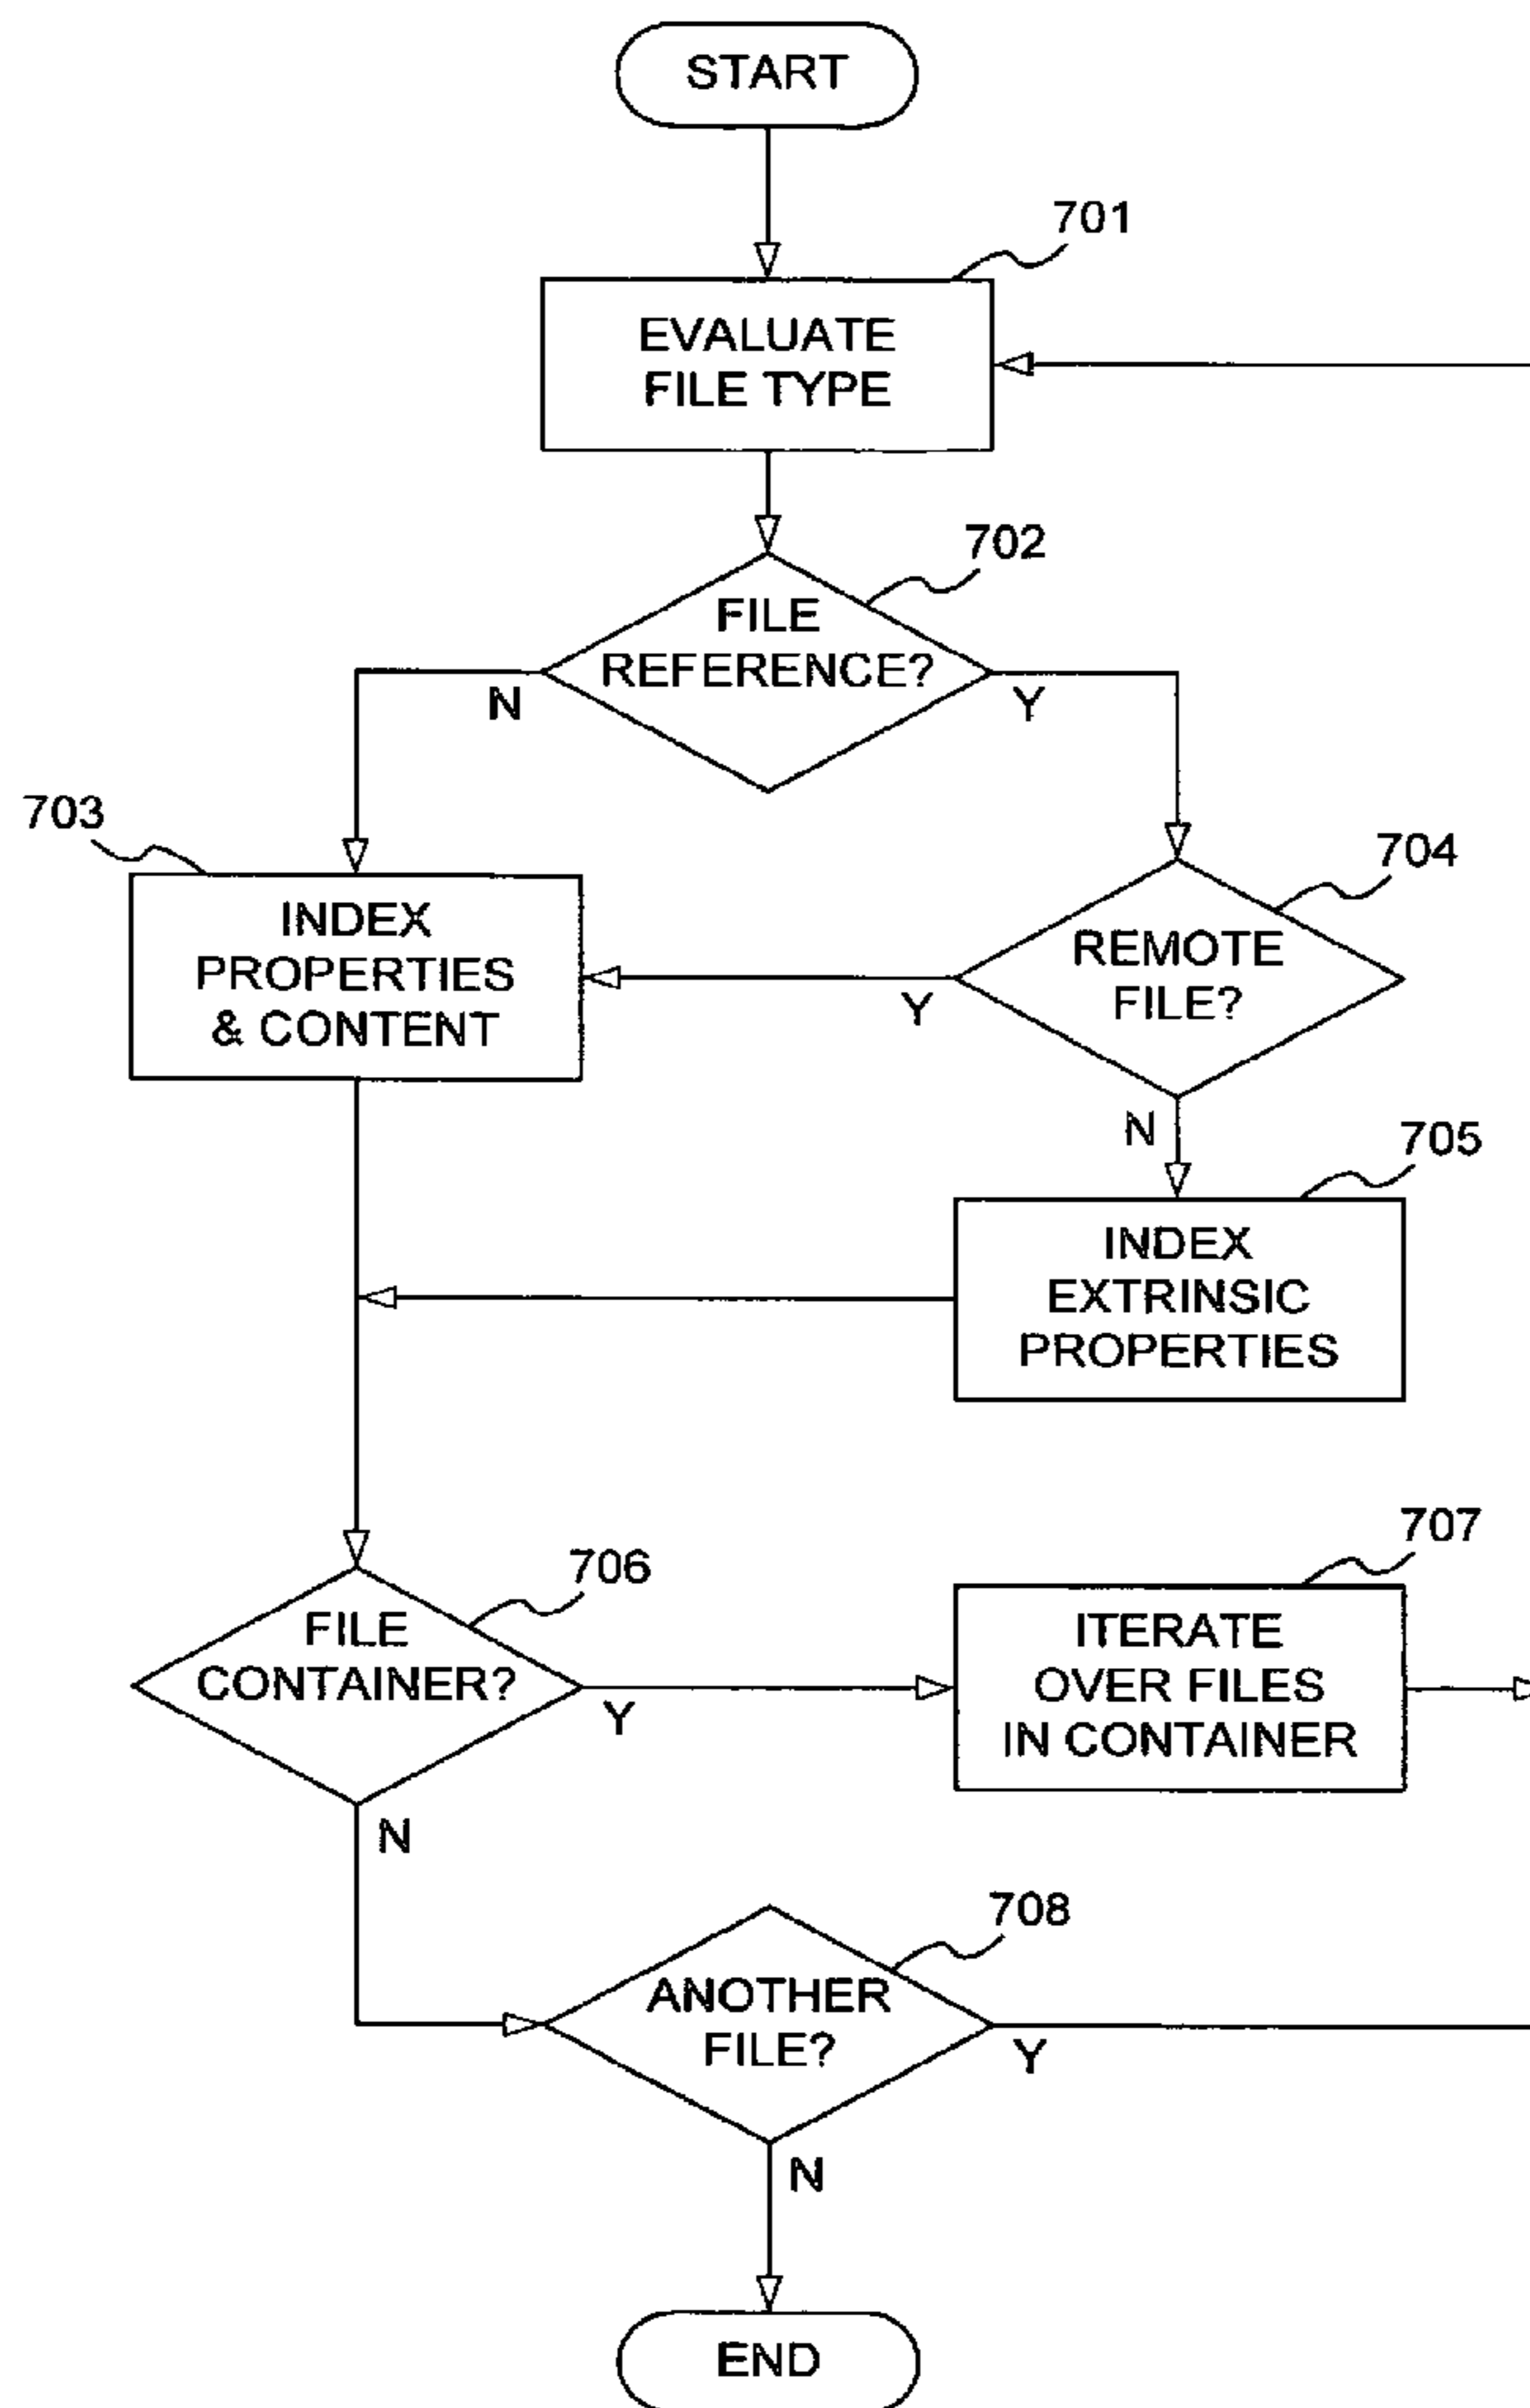 START
701
EVALUATE
FILE TYPE
702
FILE
REFERENCE?
N
Y
703
INDEX
PROPERTIES
& CONTENT
704
REMOTE
FILE?
Y
N
705
INDEX
EXTRINSIC
PROPERTIES
706
FILE
CONTAINER?
Y
N
707
ITERATE
OVER FILES
IN CONTAINER
708
ANOTHER
FILE?
Y
N
END